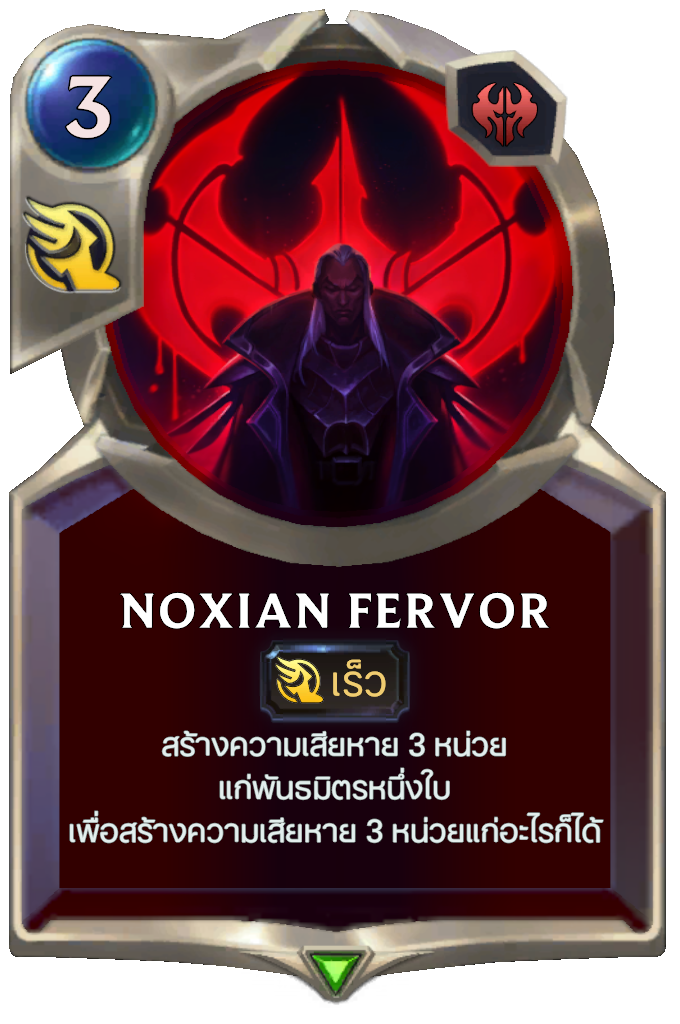 3
NOXIAN FERVOR
เร็ว
สร้างความเสียหาย 3 หน่วย
แก่พันธมิตรหนึ่งใบ
เพื่อสร้างความเสียหาย 3 หน่วยแก่อะไรก็ได้